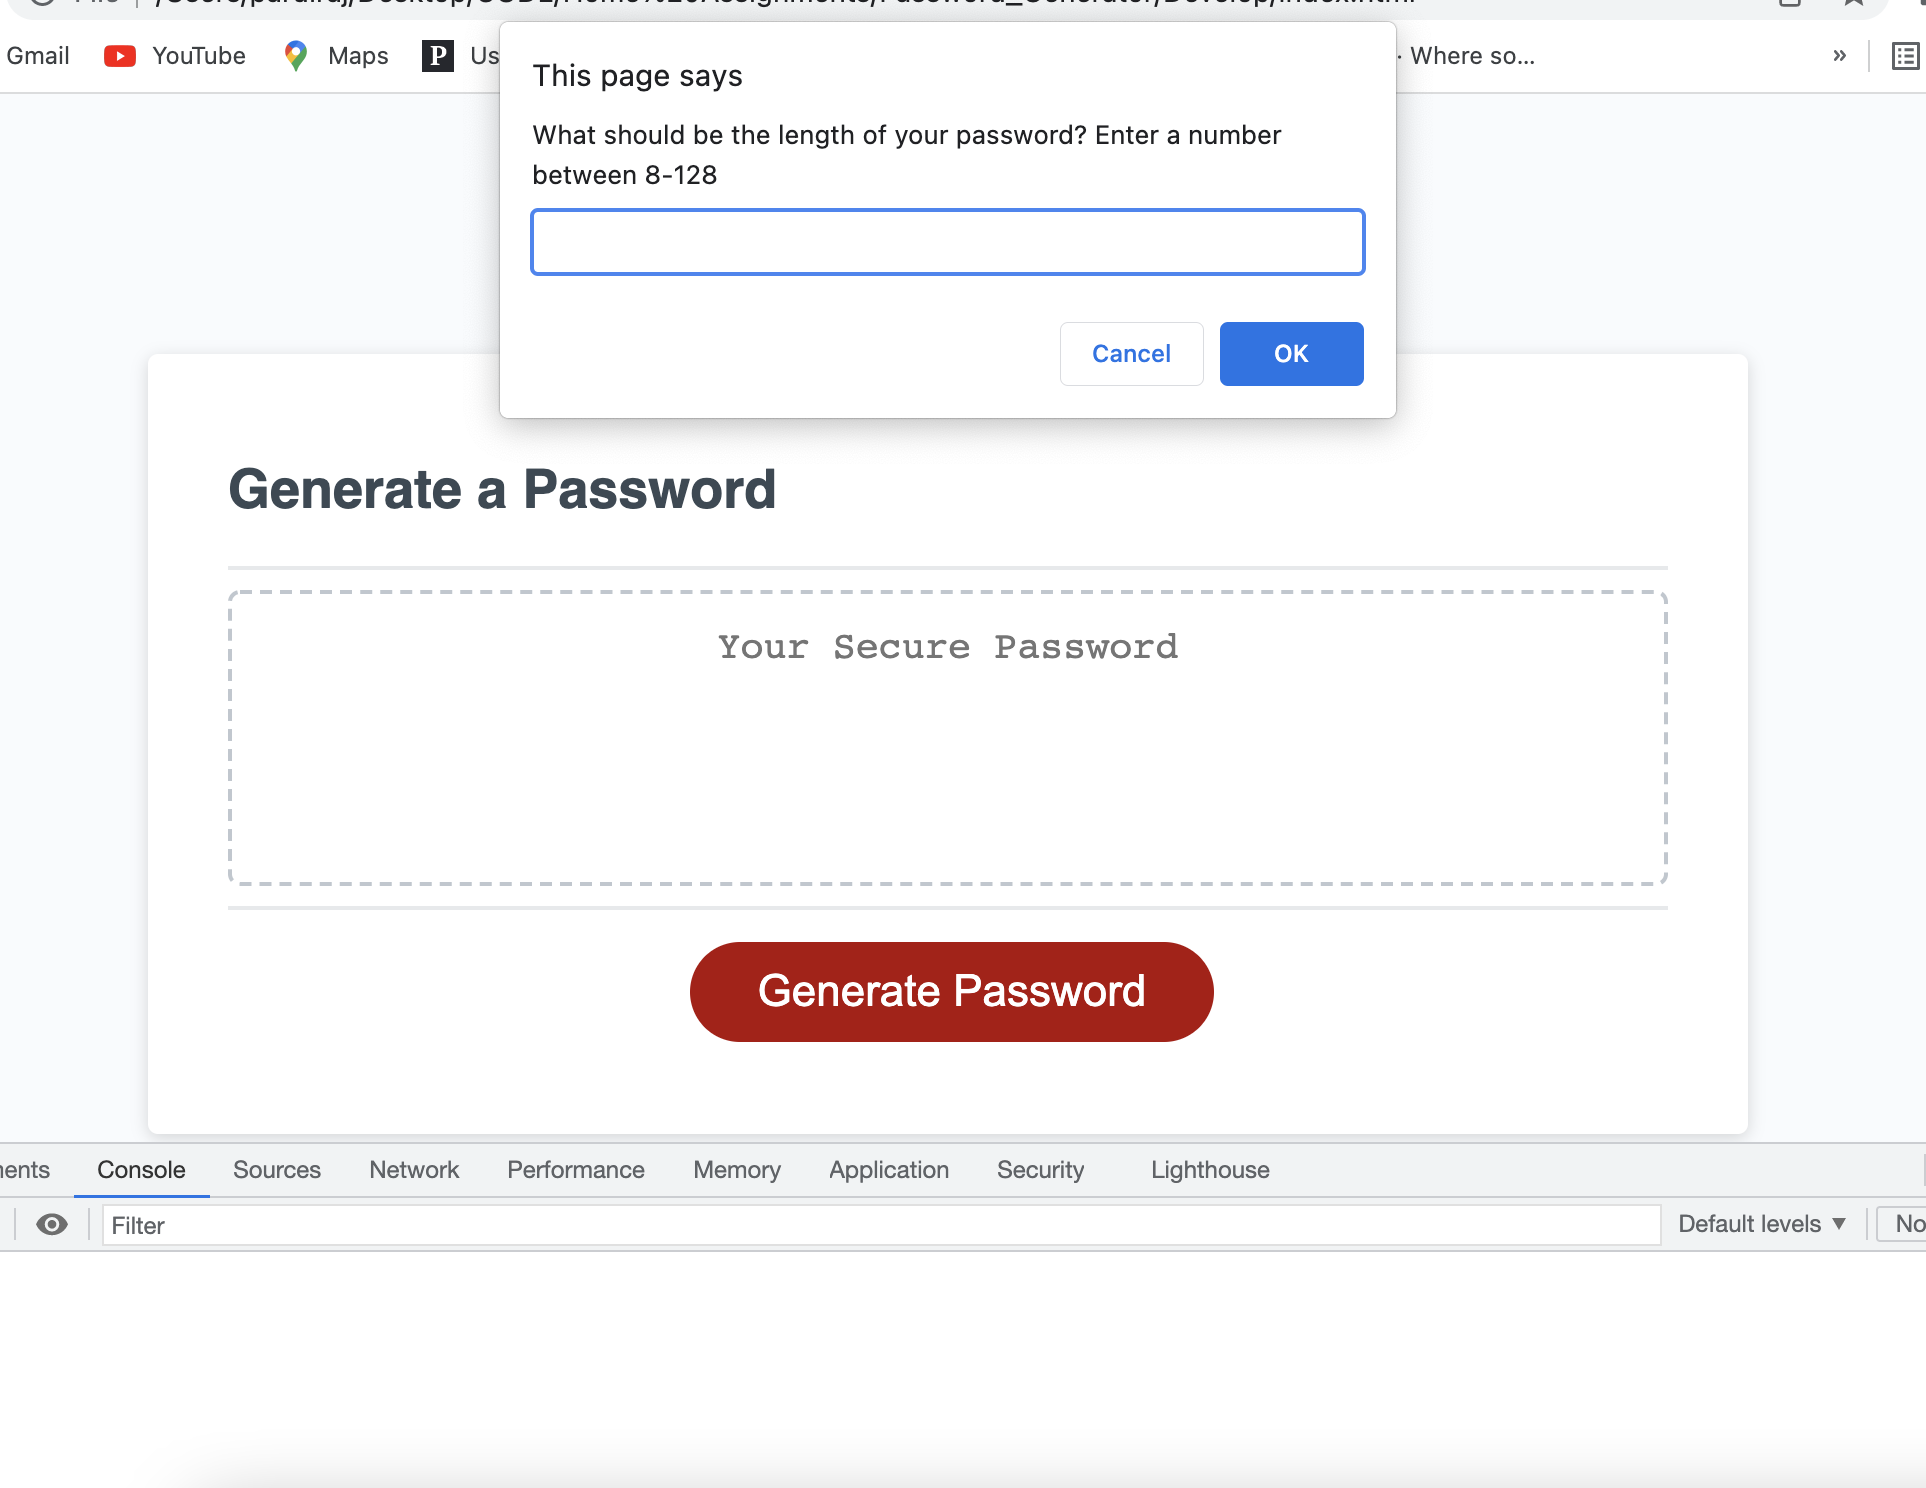 Gmail YouTube Maps P Us
· Where so... »
This page says
What should be the length of your password? Enter a number
between 8-128
Cancel OK
Generate a Password
Your Secure Password
Generate Password
nents Console Sources Network Performance Memory Application Security Lighthouse
Filter Default levels ▼ No